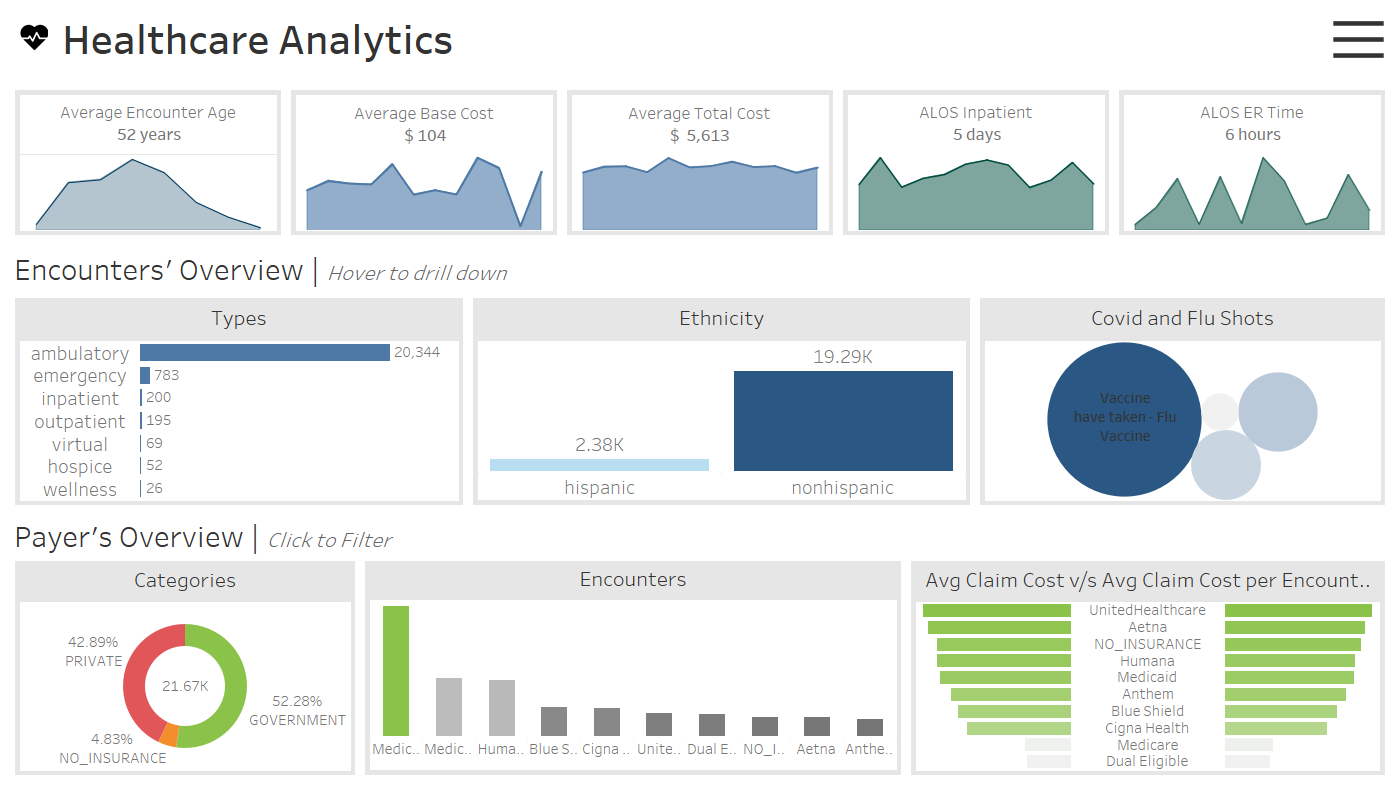 Healthcare Analytics
Average Encounter Age
52 years
Average Base Cost
$ 104
Average Total Cost
$ 5,613
ALOS Inpatient
5 days
ALOS ER Time
6 hours
Encounters’ Overview | Hover to drill down
Types
ambulatory 20,344
emergency 783
inpatient 200
outpatient 195
virtual 69
hospice 52
wellness 26
Ethnicity
2.38K
19.29K
hispanic
nonhispanic
Covid and Flu Shots
Vaccine
have taken - Flu
Vaccine
Payer’s Overview | Click to Filter
Categories
42.89%
PRIVATE
21.67K
52.28%
GOVERNMENT
4.83%
NO_INSURANCE
Encounters
Medic.. Medic.. Huma.. Blue S.. Cigna .. Unite.. Dual E.. NO_I.. Aetna Anthe..
Avg Claim Cost v/s Avg Claim Cost per Encount..
UnitedHealthcare
Aetna
NO_INSURANCE
Humana
Medicaid
Anthem
Blue Shield
Cigna Health
Medicare
Dual Eligible